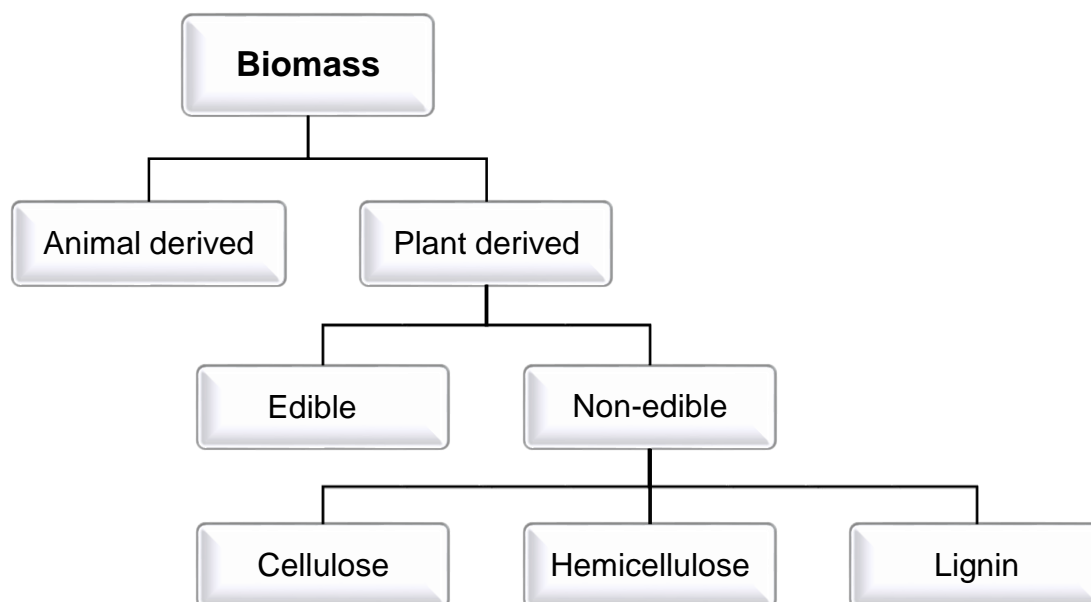 Biomass
Animal derived
Plant derived
Edible
Non-edible
Cellulose
Hemicellulose
Lignin